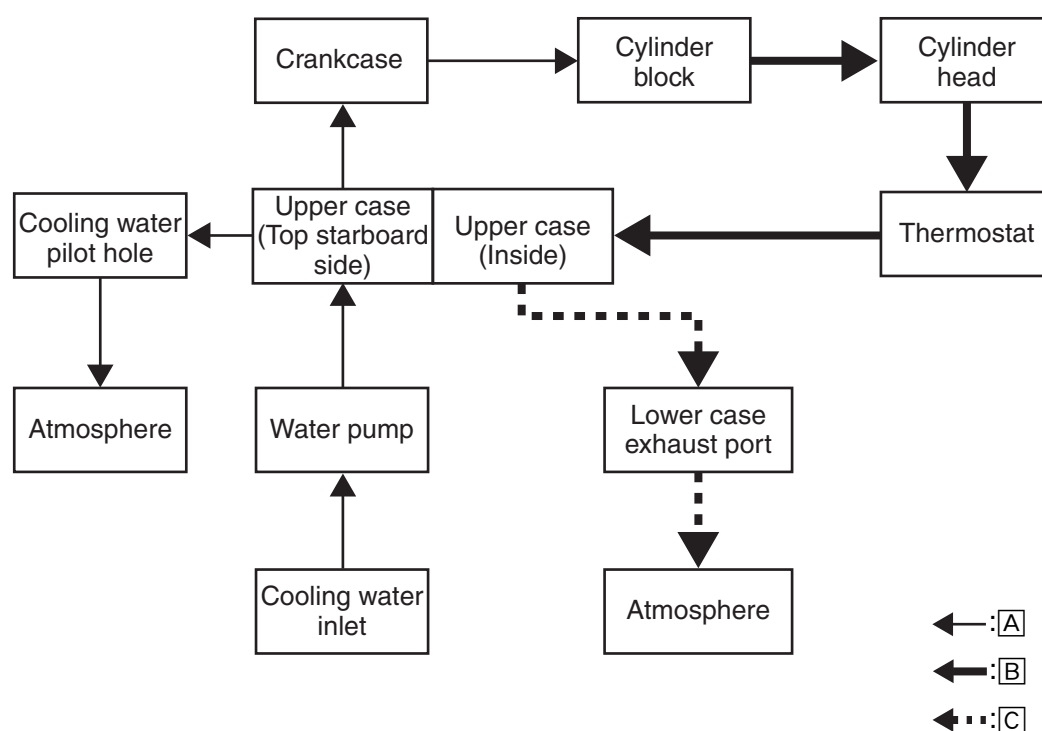 Crankcase
Cylinder
block
Cylinder
head
Cooling water
pilot hole
Upper case
(Top starboard
side)
Upper case
(Inside)
Thermostat
Atmosphere
Water pump
Lower case
exhaust port
Cooling water
inlet
Atmosphere
:A
:B
:C